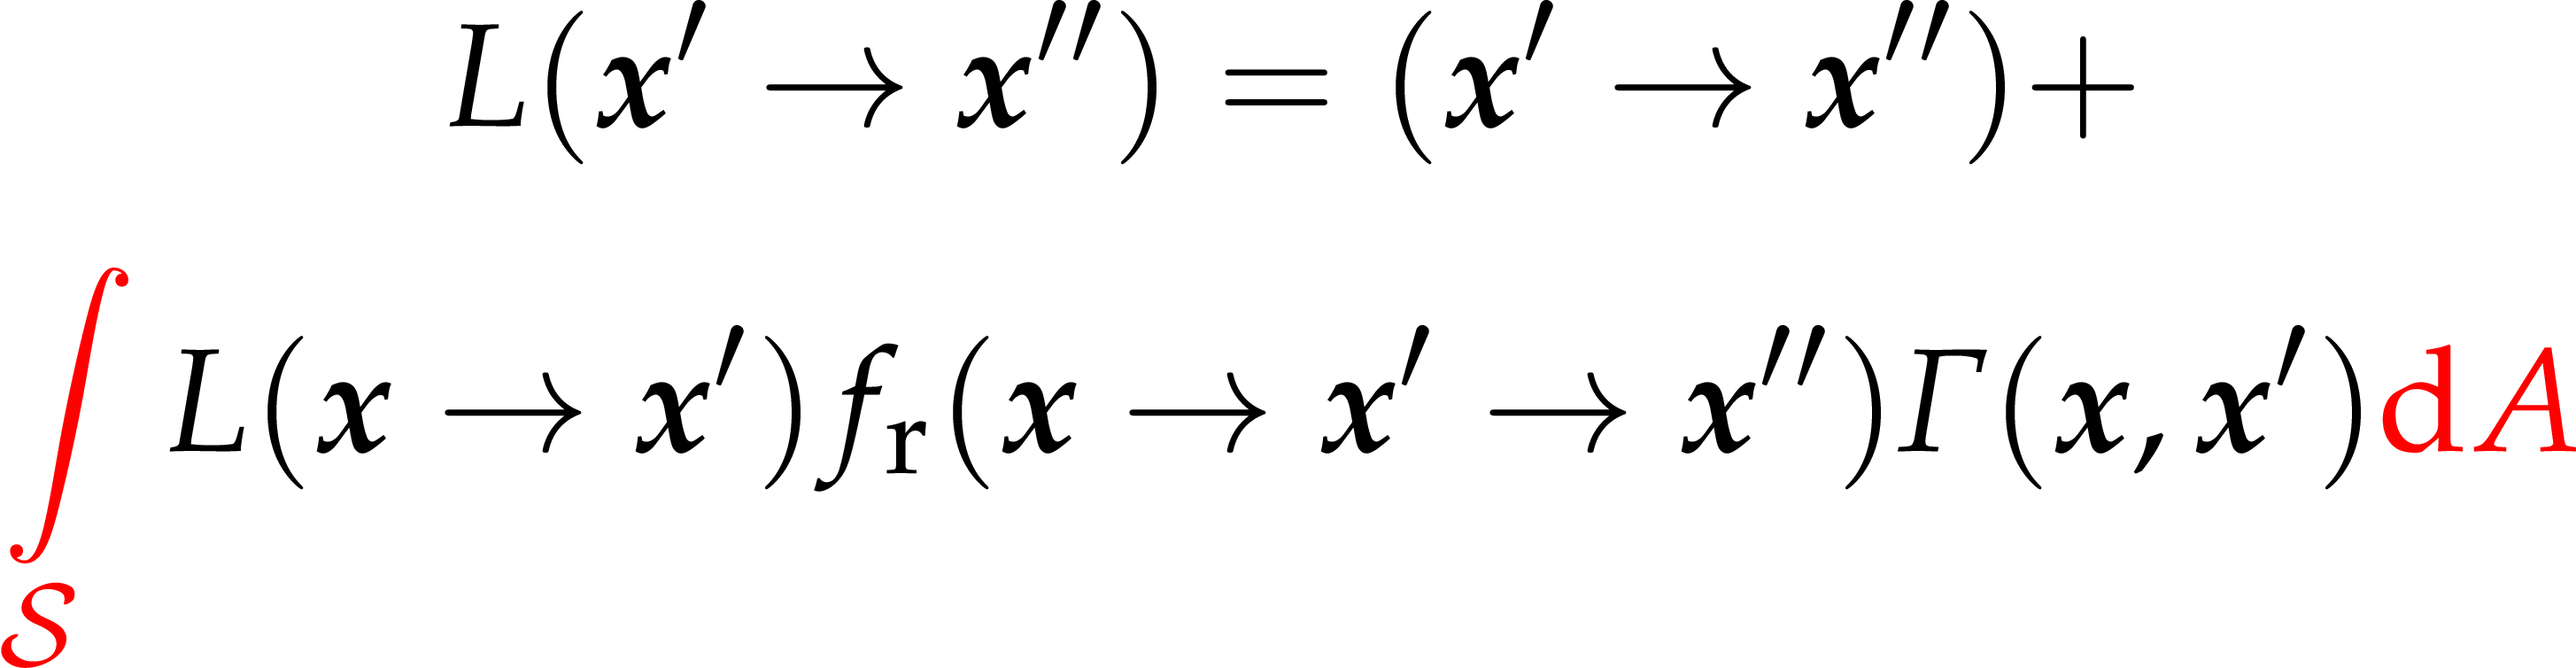 L(x′ → x″) = (x′ → x″)+
∫_𝒮 L(x → x′)f_r(x → x′ → x″)Γ(x, x′)dA